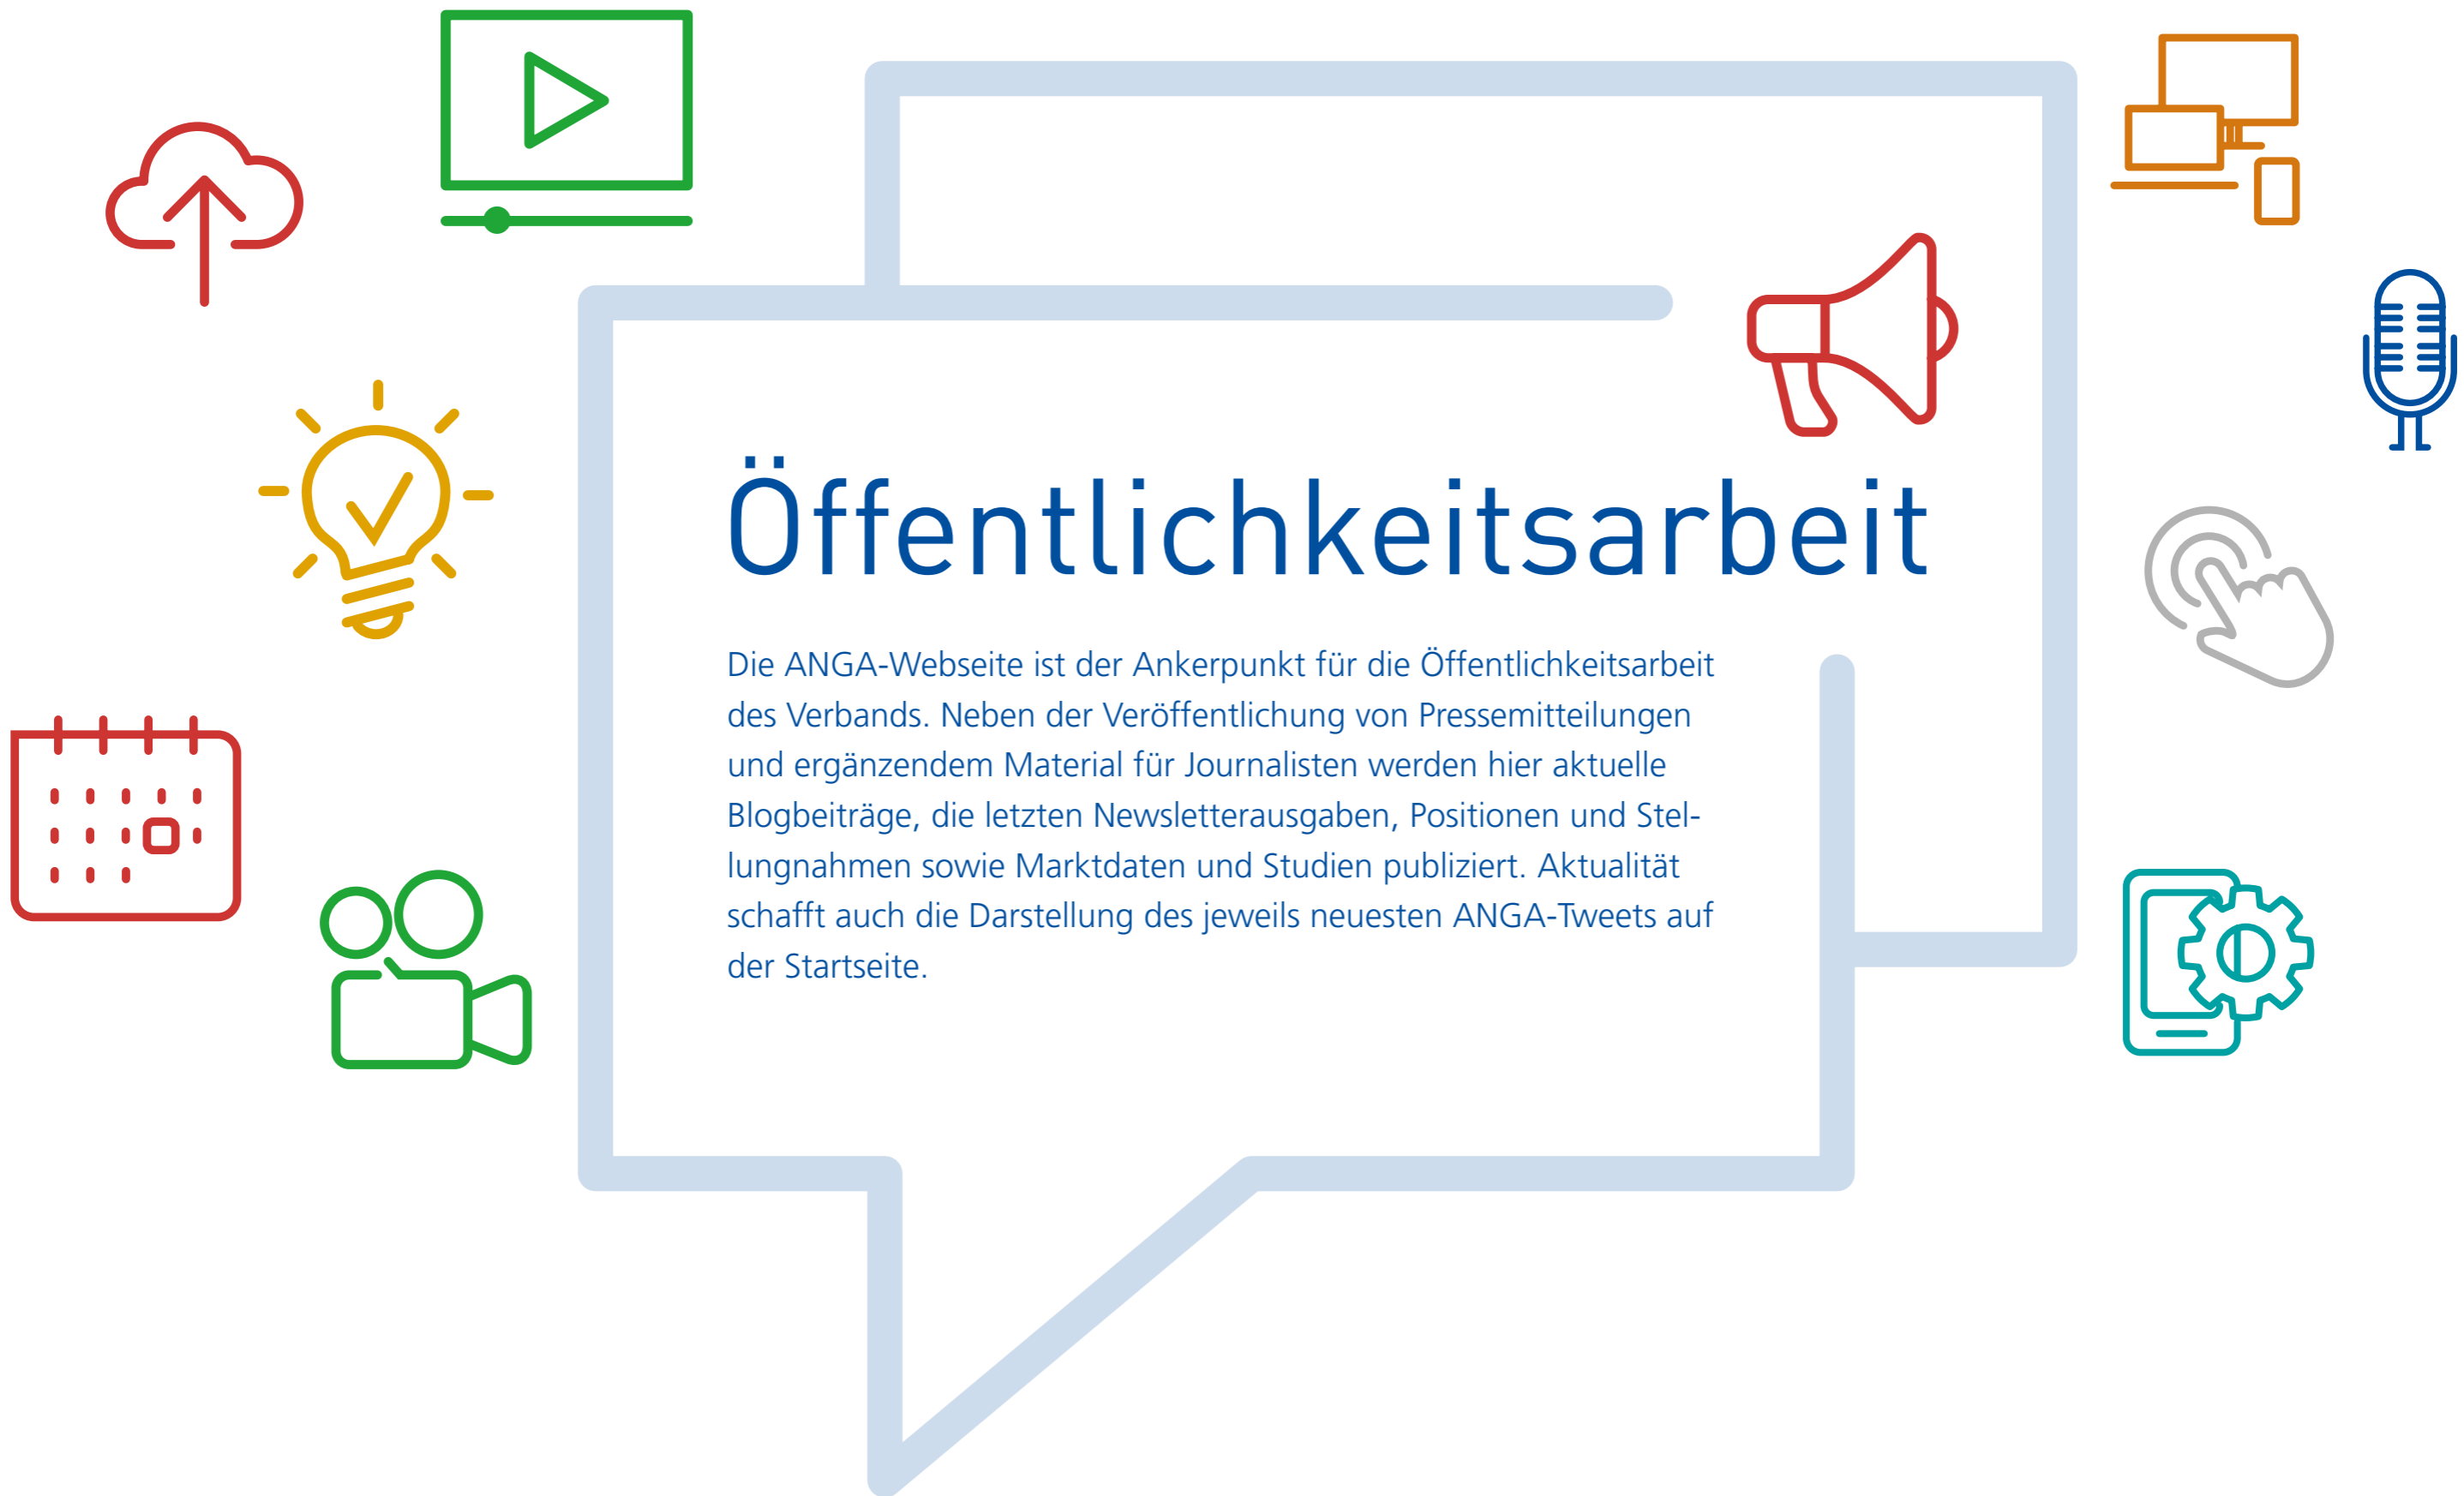 Öffentlichkeitsarbeit
Die ANGA-Webseite ist der Ankerpunkt für die Öffentlichkeitsarbeit
des Verbands. Neben der Veröffentlichung von Pressemitteilungen
und ergänzendem Material für Journalisten werden hier aktuelle
Blogbeiträge, die letzten Newsletterausgaben, Positionen und Stel-
lungnahmen sowie Marktdaten und Studien publiziert. Aktualität
schafft auch die Darstellung des jeweils neuesten ANGA-Tweets auf
der Startseite.